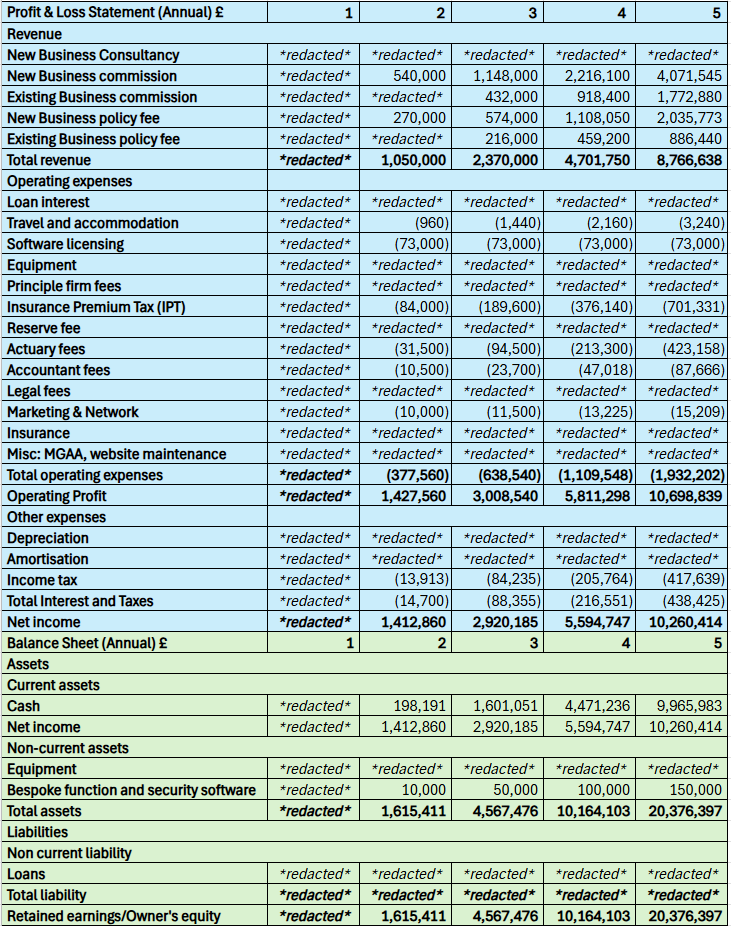 Profit & Loss Statement (Annual) £ 1 2 3 4 5
Revenue
New Business Consultancy *redacted* *redacted* *redacted* *redacted* *redacted*
New Business commission *redacted* 540,000 1,148,000 2,216,100 4,071,545
Existing Business commission *redacted* *redacted* 432,000 918,400 1,772,880
New Business policy fee *redacted* 270,000 574,000 1,108,050 2,035,773
Existing Business policy fee *redacted* *redacted* 216,000 459,200 886,440
Total revenue *redacted* 1,050,000 2,370,000 4,701,750 8,766,638
Operating expenses
Loan interest *redacted* *redacted* *redacted* *redacted* *redacted*
Travel and accommodation *redacted* (960) (1,440) (2,160) (3,240)
Software licensing *redacted* (73,000) (73,000) (73,000) (73,000)
Equipment *redacted* *redacted* *redacted* *redacted* *redacted*
Principle firm fees *redacted* *redacted* *redacted* *redacted* *redacted*
Insurance Premium Tax (IPT) *redacted* (84,000) (189,600) (376,140) (701,331)
Reserve fee *redacted* *redacted* *redacted* *redacted* *redacted*
Actuary fees *redacted* (31,500) (94,500) (213,300) (423,158)
Accountant fees *redacted* (10,500) (23,700) (47,018) (87,666)
Legal fees *redacted* *redacted* *redacted* *redacted* *redacted*
Marketing & Network *redacted* (10,000) (11,500) (13,225) (15,209)
Insurance *redacted* *redacted* *redacted* *redacted* *redacted*
Misc: MGAA, website maintenance *redacted* *redacted* *redacted* *redacted* *redacted*
Total operating expenses *redacted* (377,560) (638,540) (1,109,548) (1,932,202)
Operating Profit *redacted* 1,427,560 3,008,540 5,811,298 10,698,839
Other expenses
Depreciation *redacted* *redacted* *redacted* *redacted* *redacted*
Amortisation *redacted* *redacted* *redacted* *redacted* *redacted*
Income tax *redacted* (13,913) (84,235) (205,764) (417,639)
Total Interest and Taxes *redacted* (14,700) (88,355) (216,551) (438,425)
Net income *redacted* 1,412,860 2,920,185 5,594,747 10,260,414
Balance Sheet (Annual) £ 1 2 3 4 5
Assets
Current assets
Cash *redacted* 198,191 1,601,051 4,471,236 9,965,983
Net income *redacted* 1,412,860 2,920,185 5,594,747 10,260,414
Non-current assets
Equipment *redacted* *redacted* *redacted* *redacted* *redacted*
Bespoke function and security software *redacted* 10,000 50,000 100,000 150,000
Total assets *redacted* 1,615,411 4,567,476 10,164,103 20,376,397
Liabilities
Non current liability
Loans *redacted* *redacted* *redacted* *redacted* *redacted*
Total liability *redacted* *redacted* *redacted* *redacted* *redacted*
Retained earnings/Owner's equity *redacted* 1,615,411 4,567,476 10,164,103 20,376,397